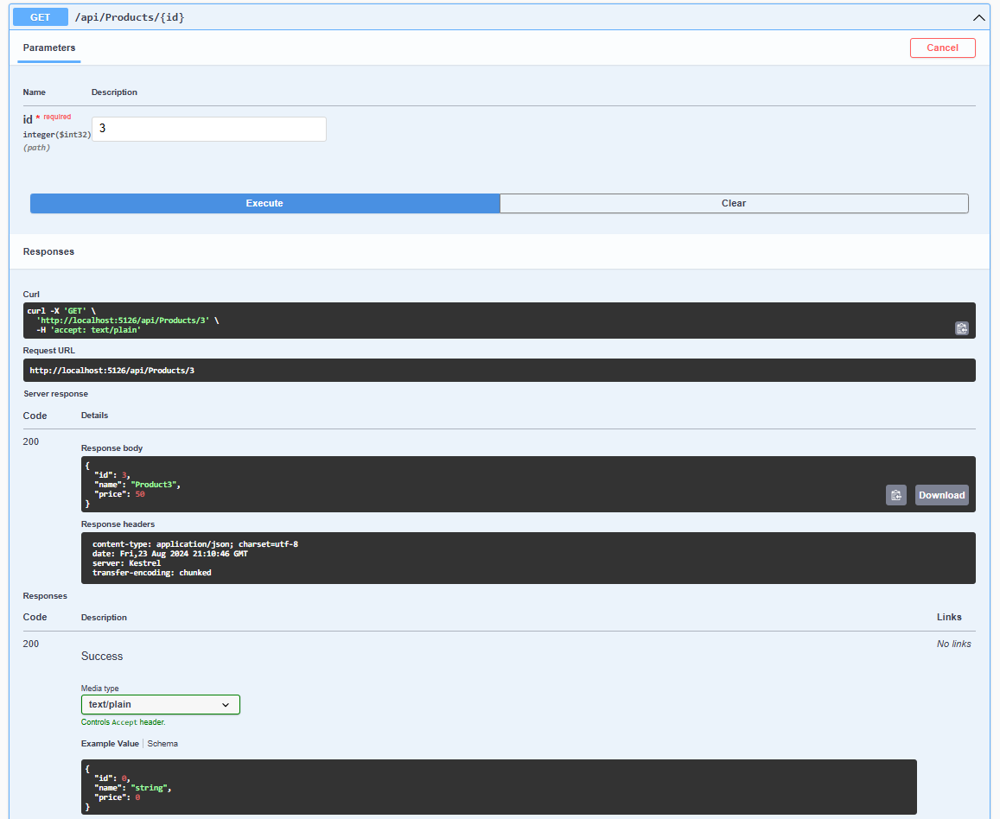 GET /api/Products/{id}
Parameters
Cancel
Name Description
id * required
integer($int32)
(path)
3
Execute Clear
Responses
Curl
curl -X 'GET' \
'http://localhost:5126/api/Products/3' \
-H 'accept: text/plain'
Request URL
http://localhost:5126/api/Products/3
Server response
Code Details
200
Response body
{
"id": 3,
"name": "Product3",
"price": 50
}
Download
Response headers
content-type: application/json; charset=utf-8
date: Fri,23 Aug 2024 21:10:46 GMT
server: Kestrel
transfer-encoding: chunked
Responses
Code Description Links
200
Success
No links
Media type
text/plain
Controls Accept header.
Example Value Schema
{
"id": 0,
"name": "string",
"price": 0
}